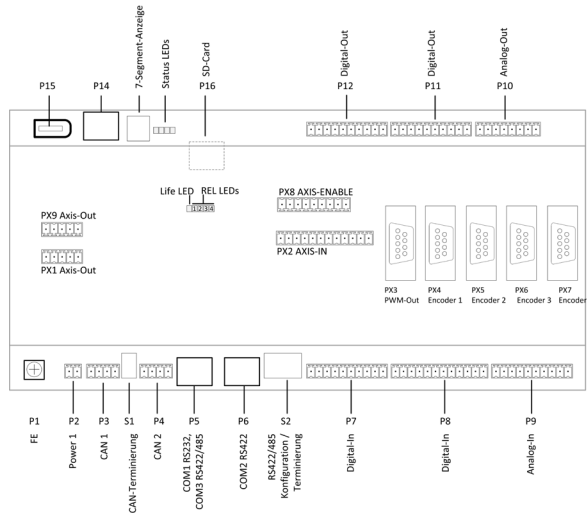 7-Segment-Anzeige
Status LEDs
SD-Card
Digital-Out
Digital-Out
Analog-Out
P15
P14
P16
P12
P11
P10
Life LED
REL LEDs
1 2 3 4
PX8 AXIS-ENABLE
PX9 Axis-Out
PX2 AXIS-IN
PX1 Axis-Out
PX3
PWM-Out
PX4
Encoder 1
PX5
Encoder 2
PX6
Encoder 3
PX7
Encoder
P1
FE
P2
Power 1
P3
CAN 1
S1
CAN-Terminierung
P4
CAN 2
P5
COM1 RS232,
COM3 RS422/485
P6
COM2 RS422
S2
RS422/485
Konfiguration /
Terminierung
P7
Digital-In
P8
Digital-In
P9
Analog-In